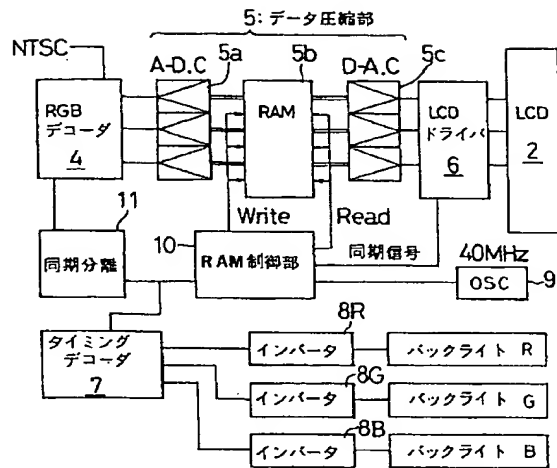 5:データ圧縮部
NTSC
A-D.C
5a
5b
D-A.C
5c
RGB
デコーダ
4
RAM
LCD
ドライバ
6
LCD
2
11
Write
Read
同期分離
10
RAM制御部
同期信号
40MHz
OSC
9
タイミング
デコーダ
7
8R
インバータ
バックライト R
8G
インバータ
バックライト G
8B
インバータ
バックライト B